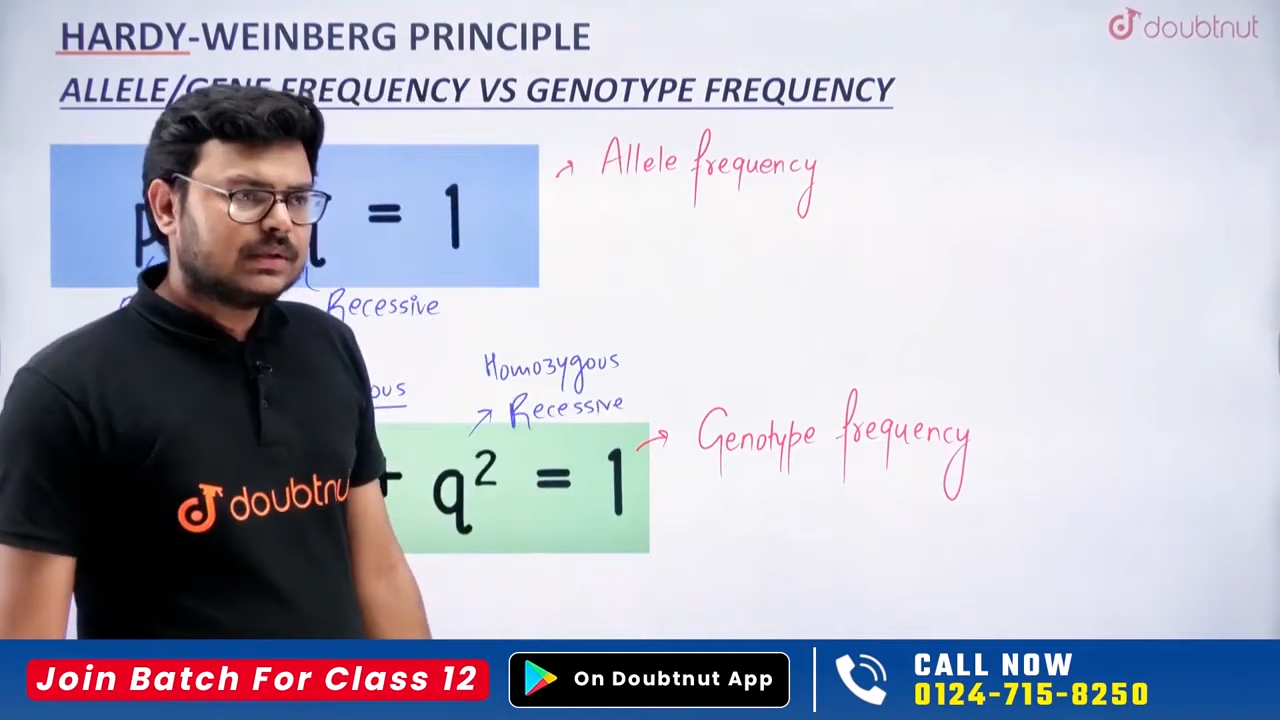 HARDY-WEINBERG PRINCIPLE
doubtnut
ALLELE/GENE FREQUENCY VS GENOTYPE FREQUENCY
= 1
Allele frequency
Recessive
Homozygous
Recessive
+ q² = 1
Genotype frequency
doubtnut
Join Batch For Class 12
On Doubtnut App
CALL NOW
0124-715-8250